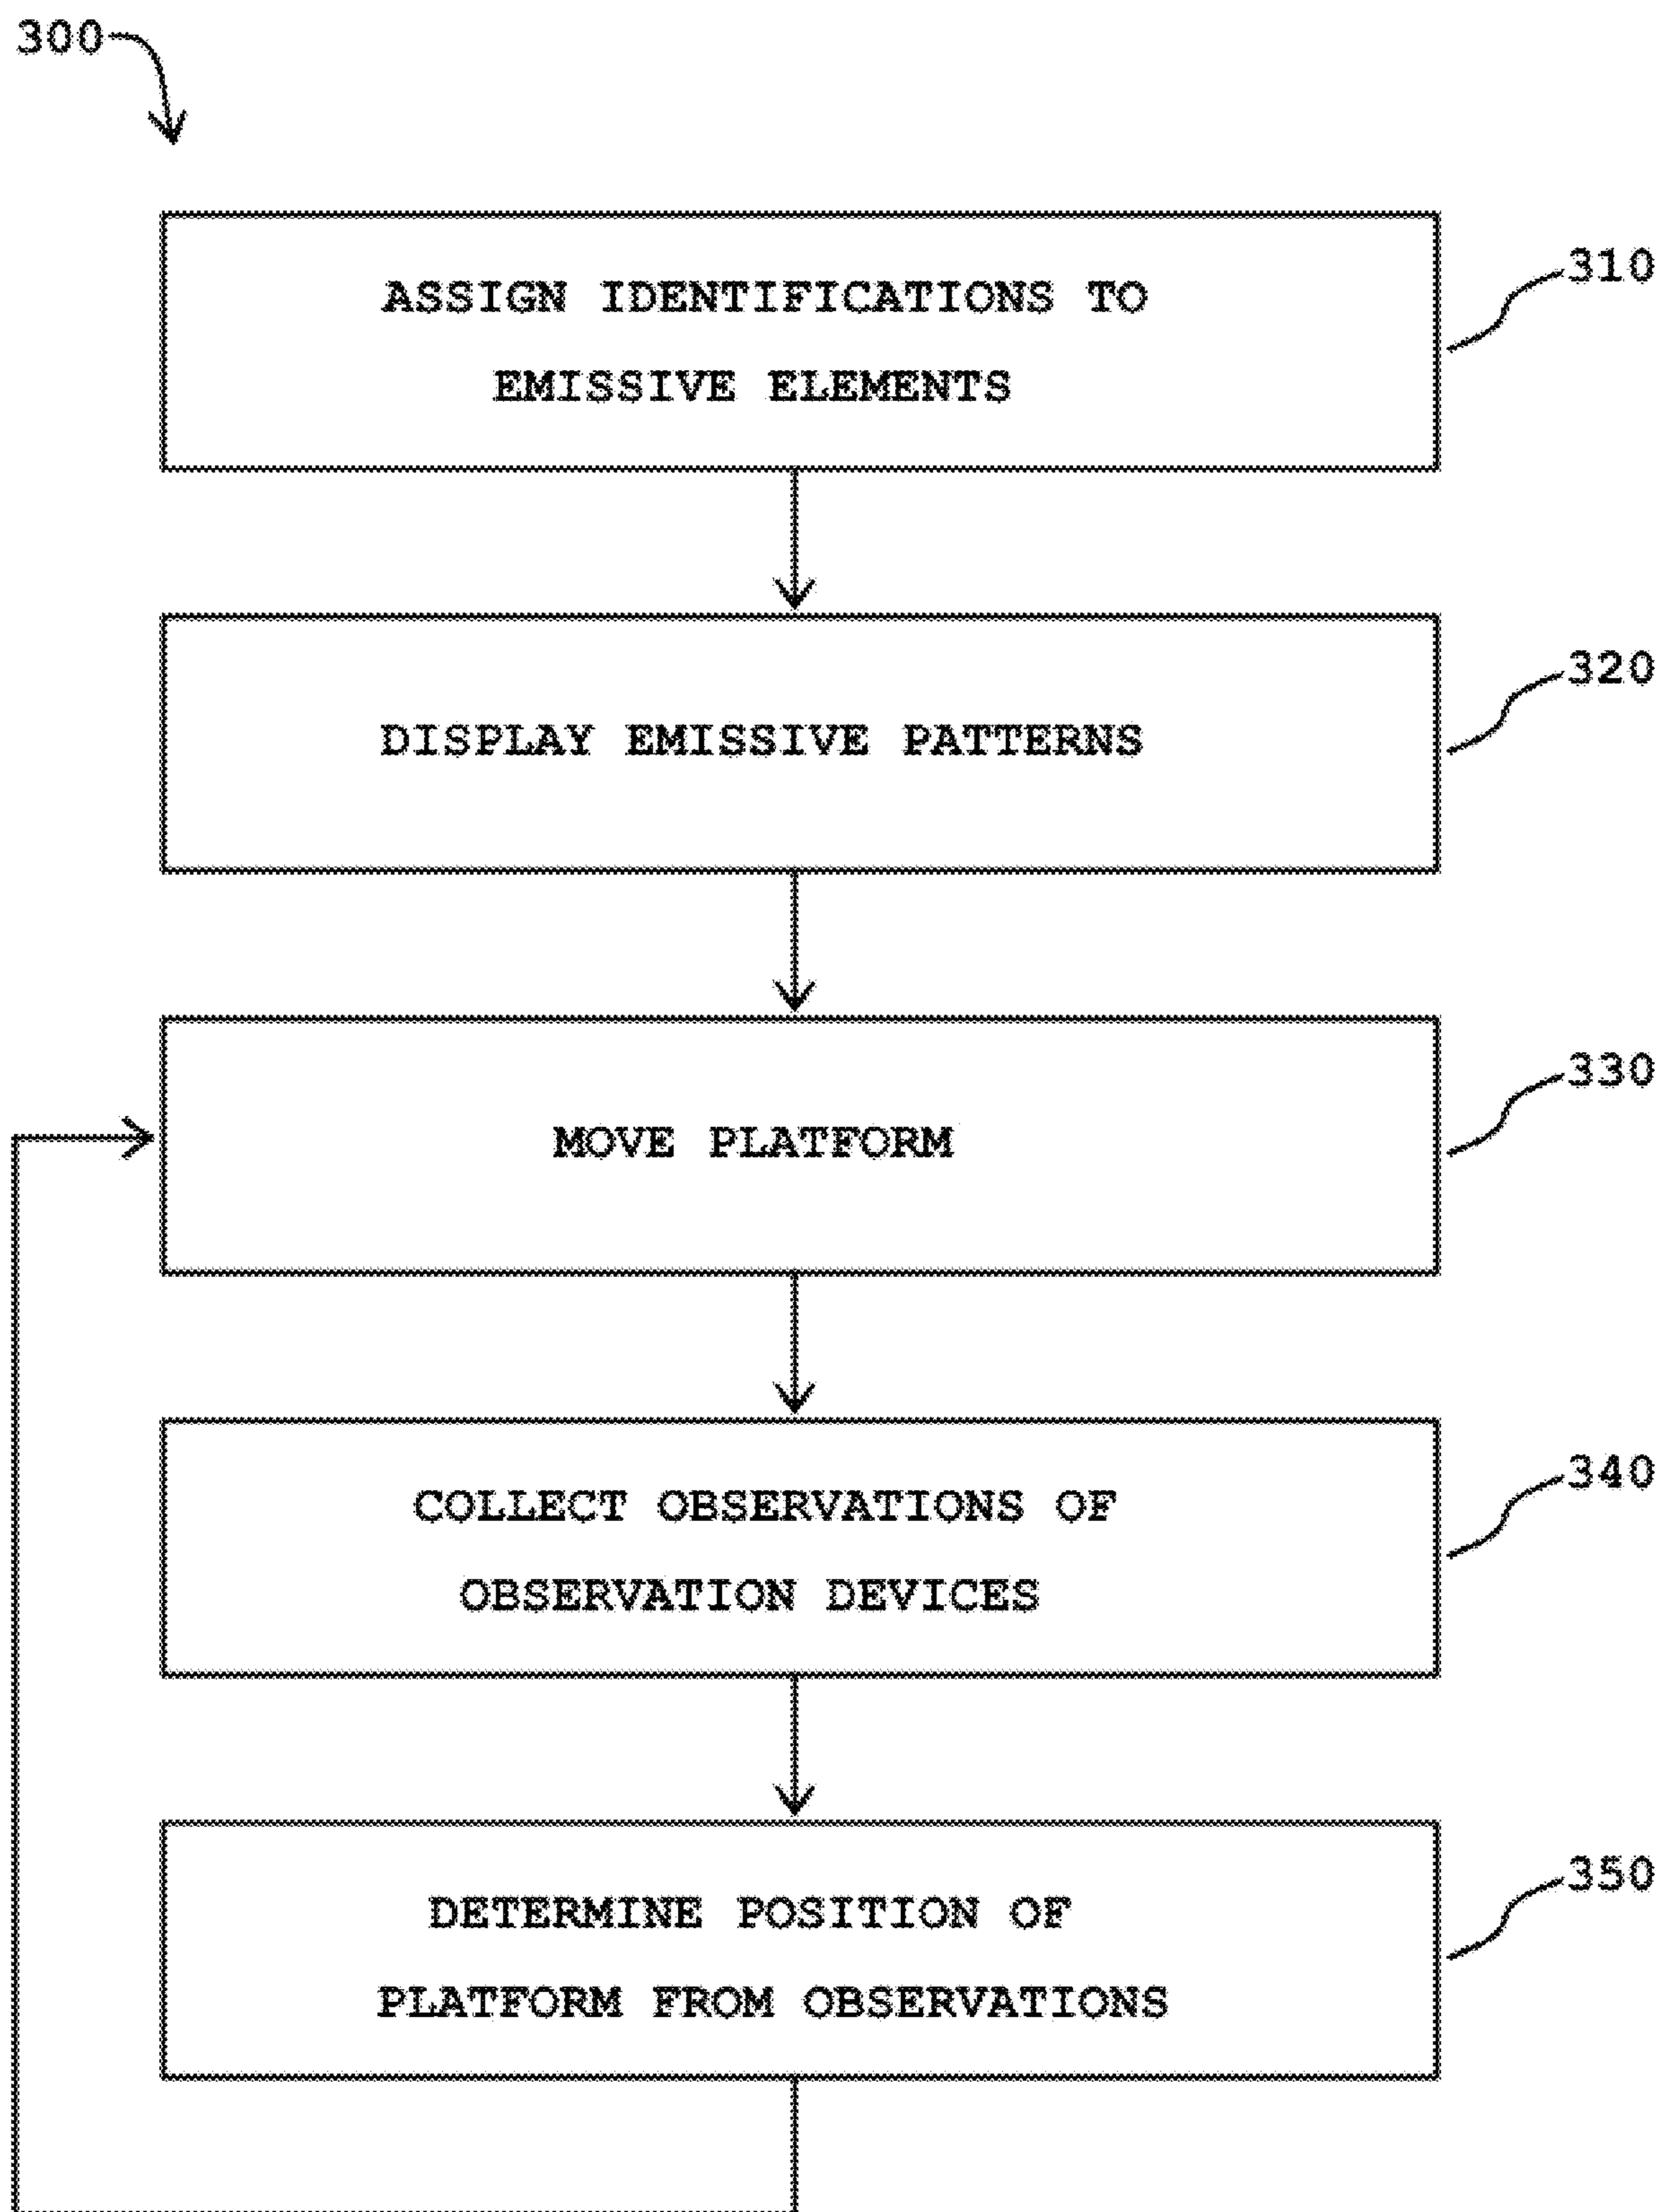 300
ASSIGN IDENTIFICATIONS TO
EMISSIVE ELEMENTS
310
DISPLAY EMISSIVE PATTERNS
320
MOVE PLATFORM
330
COLLECT OBSERVATIONS OF
OBSERVATION DEVICES
340
DETERMINE POSITION OF
PLATFORM FROM OBSERVATIONS
350